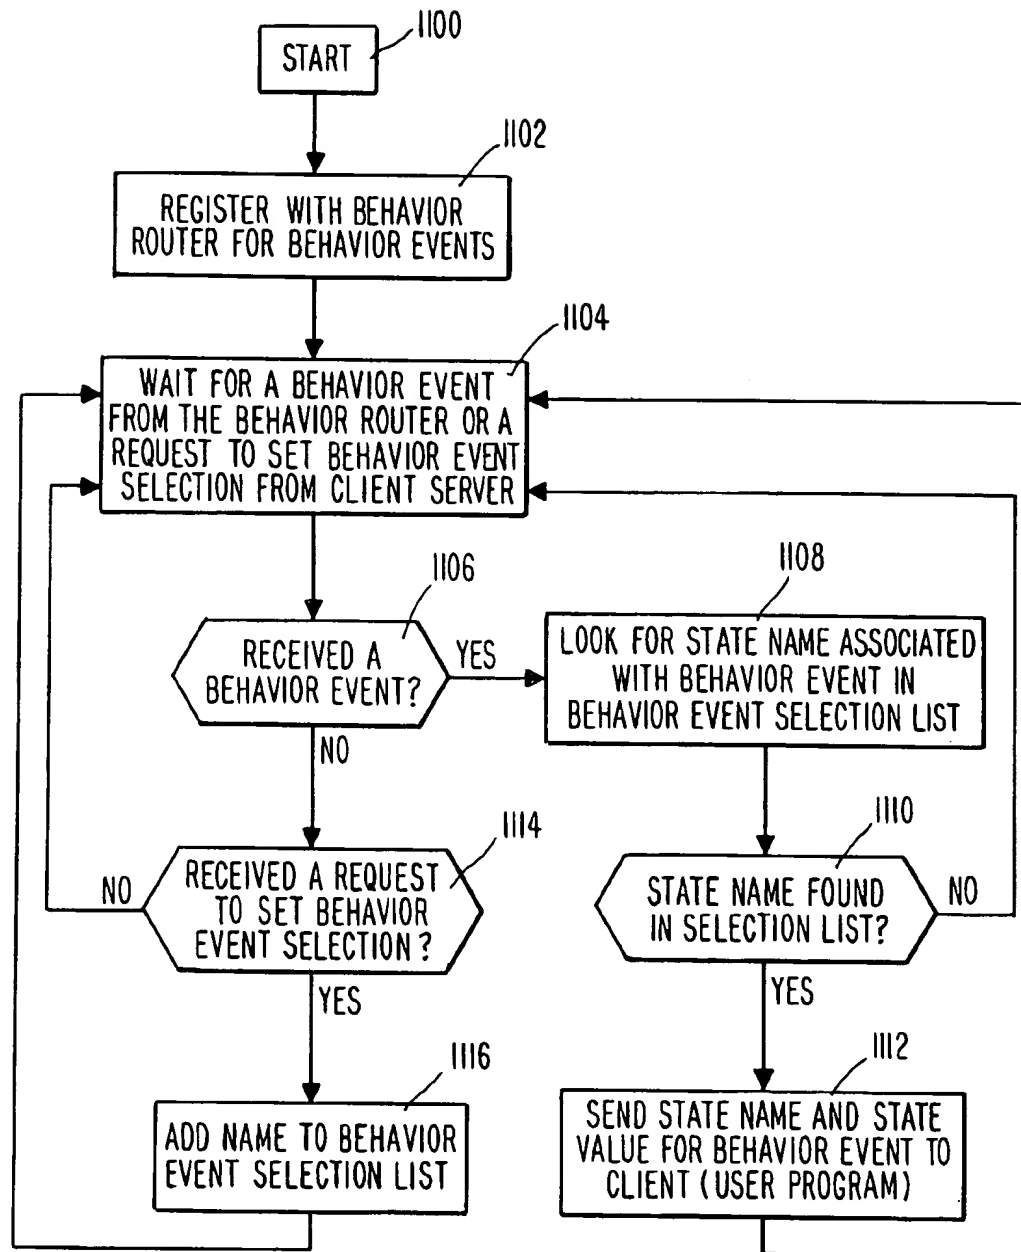 1100
START
1102
REGISTER WITH BEHAVIOR
ROUTER FOR BEHAVIOR EVENTS
1104
WAIT FOR A BEHAVIOR EVENT
FROM THE BEHAVIOR ROUTER OR A
REQUEST TO SET BEHAVIOR EVENT
SELECTION FROM CLIENT SERVER
1106
RECEIVED A
BEHAVIOR EVENT?
YES
NO
1108
LOOK FOR STATE NAME ASSOCIATED
WITH BEHAVIOR EVENT IN
BEHAVIOR EVENT SELECTION LIST
1110
STATE NAME FOUND
IN SELECTION LIST?
NO
YES
1114
RECEIVED A REQUEST
TO SET BEHAVIOR
EVENT SELECTION?
NO
YES
1116
ADD NAME TO BEHAVIOR
EVENT SELECTION LIST
1112
SEND STATE NAME AND STATE
VALUE FOR BEHAVIOR EVENT TO
CLIENT (USER PROGRAM)